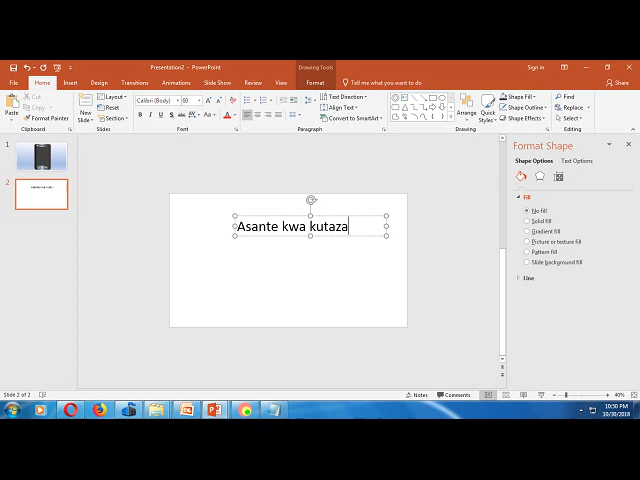 Presentation2 - PowerPoint
Drawing Tools
Sign in
File Home Insert Design Transitions Animations Slide Show Review View Format Tell me what you want to do Share
Paste Cut Copy Format Painter
Clipboard
New Slide Layout Reset Section
Slides
Calibri (Body) 60
Font
Text Direction
Align Text
Convert to SmartArt
Paragraph
Arrange Quick Styles
Shape Fill
Shape Outline
Shape Effects
Drawing
Find
Replace
Select
Editing
1
2
Asante kwa kutaza
Format Shape
Shape Options Text Options
Fill
No fill
Solid fill
Gradient fill
Picture or texture fill
Pattern fill
Slide background fill
Line
Slide 2 of 2
Notes Comments 40%
10:50 PM
10/30/2018